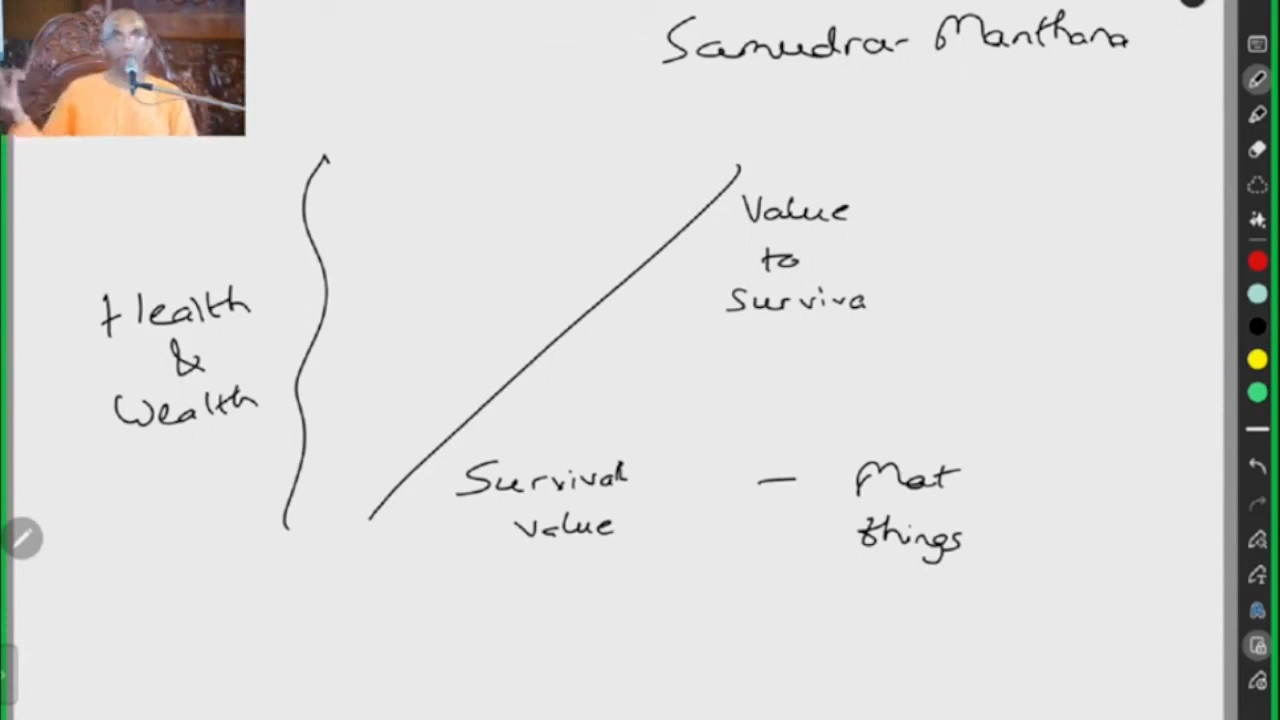 Samudra Manthana
Value
to
Surviva
Health
&
Wealth
Survival
value
— Mat
things